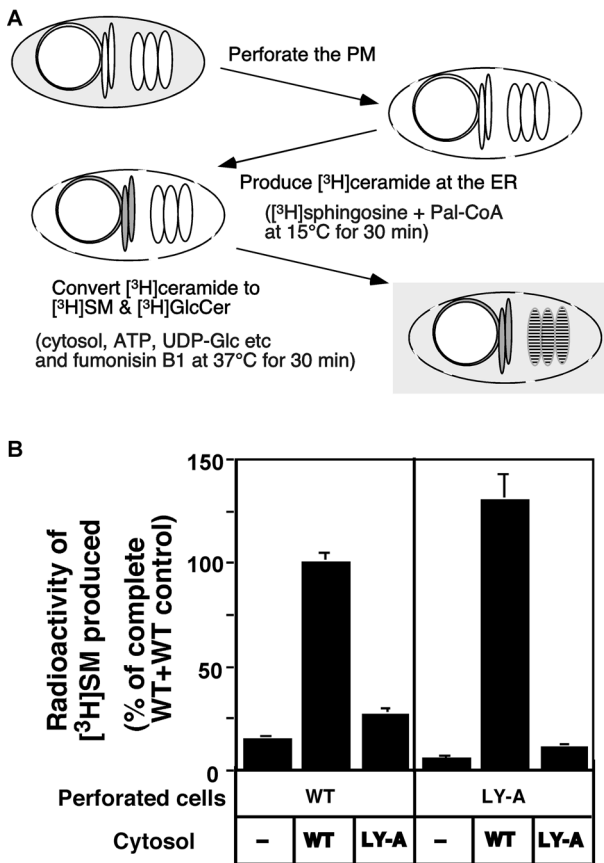 A
Perforate the PM
Produce [³H]ceramide at the ER
([³H]sphingosine + Pal-CoA
at 15°C for 30 min)
Convert [³H]ceramide to
[³H]SM & [³H]GlcCer
(cytosol, ATP, UDP-Glc etc
and fumonisin B1 at 37°C for 30 min)
B
Radioactivity of
[³H]SM produced
(% of complete
WT+WT control)
150
100
50
0
Perforated cells WT LY-A
Cytosol – WT LY-A – WT LY-A